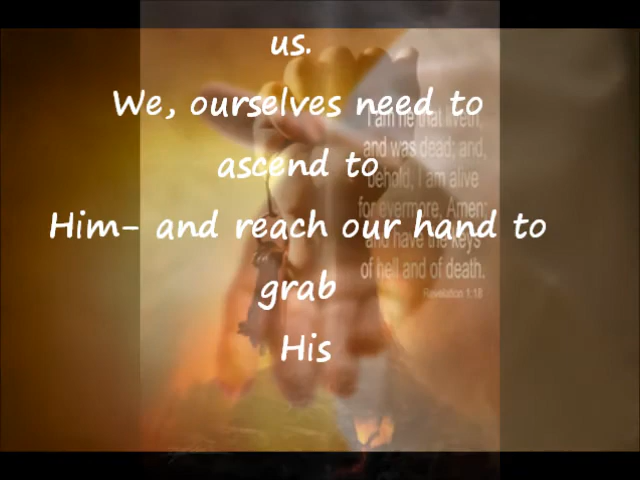 us.
We, ourselves need to
ascend to
Him- and reach our hand to
grab
His
I am he that liveth,
and was dead; and,
behold, I am alive
for evermore, Amen;
and have the keys
of hell and of death.
Revelation 1:18